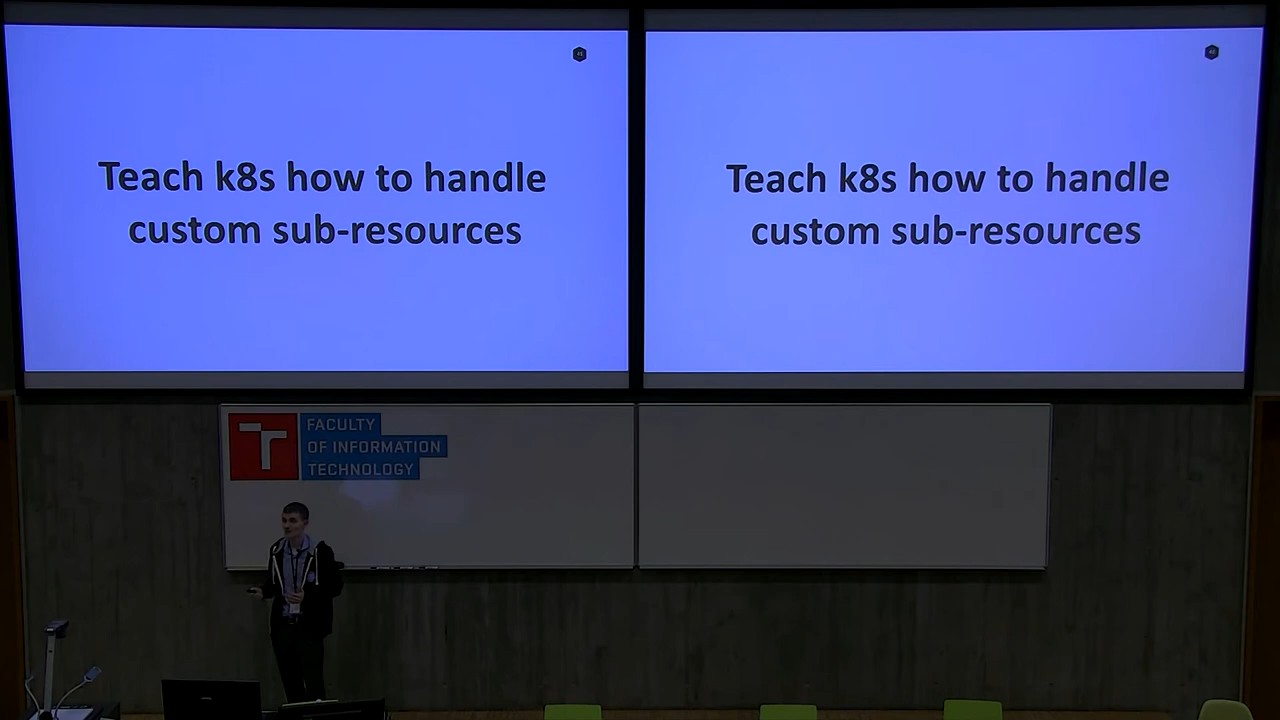 Teach k8s how to handle
custom sub-resources
Teach k8s how to handle
custom sub-resources
FACULTY
OF INFORMATION
TECHNOLOGY